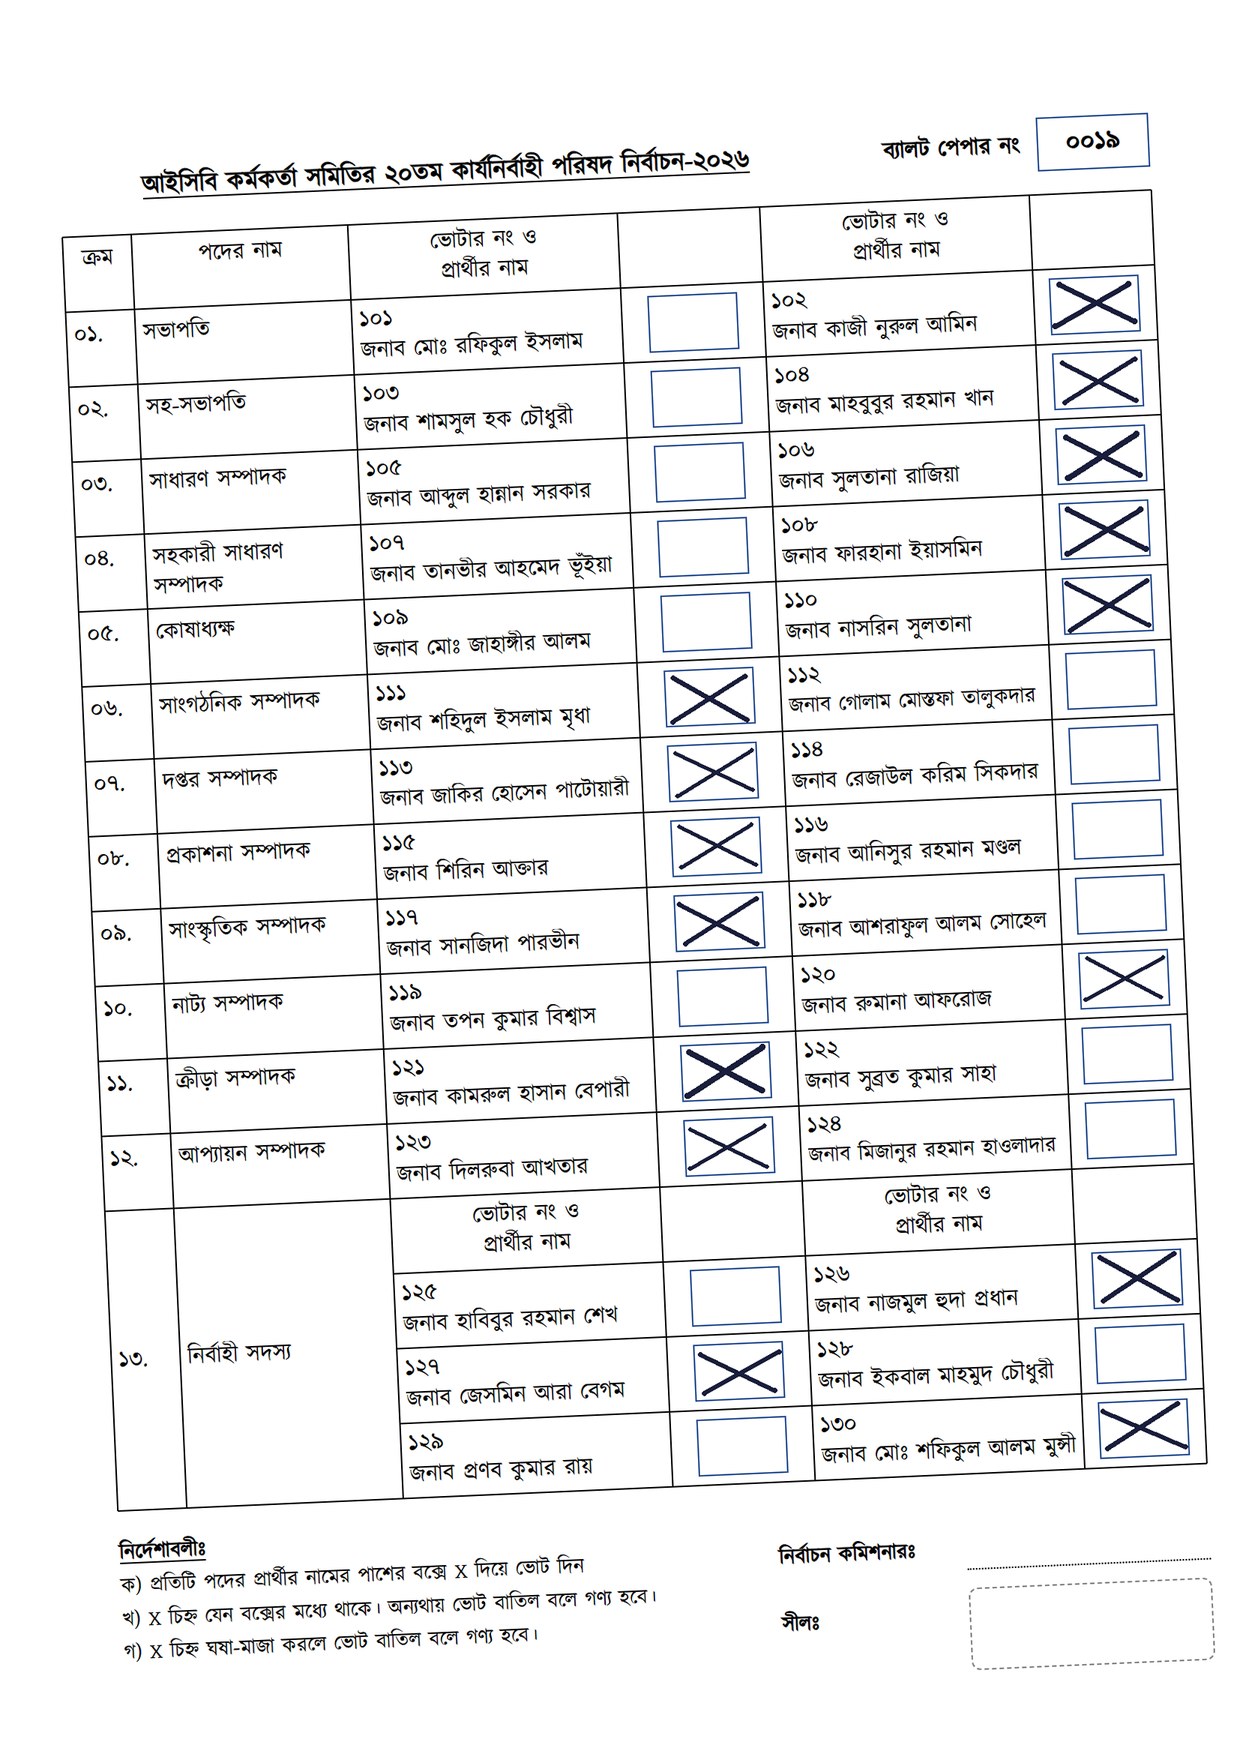 আইসিবি কর্মকর্তা সমিতির ২০তম কার্যনির্বাহী পরিষদ নির্বাচন-২০২৬
ব্যালট পেপার নং ০০১৯
ক্রম পদের নাম ভোটার নং ও প্রার্থীর নাম ভোটার নং ও প্রার্থীর নাম
০১. সভাপতি
১০১
জনাব মোঃ রফিকুল ইসলাম
১০২
জনাব কাজী নুরুল আমিন
X
০২. সহ-সভাপতি
১০৩
জনাব শামসুল হক চৌধুরী
১০৪
জনাব মাহবুবুর রহমান খান
X
০৩. সাধারণ সম্পাদক
১০৫
জনাব আব্দুল হান্নান সরকার
১০৬
জনাব সুলতানা রাজিয়া
X
০৪. সহকারী সাধারণ
সম্পাদক
১০৭
জনাব তানভীর আহমেদ ভূঁইয়া
১০৮
জনাব ফারহানা ইয়াসমিন
X
০৫. কোষাধ্যক্ষ
১০৯
জনাব মোঃ জাহাঙ্গীর আলম
১১০
জনাব নাসরিন সুলতানা
X
০৬. সাংগঠনিক সম্পাদক
১১১
জনাব শহিদুল ইসলাম মৃধা
X
১১২
জনাব গোলাম মোস্তফা তালুকদার
০৭. দপ্তর সম্পাদক
১১৩
জনাব জাকির হোসেন পাটোয়ারী
X
১১৪
জনাব রেজাউল করিম সিকদার
০৮. প্রকাশনা সম্পাদক
১১৫
জনাব শিরিন আক্তার
X
১১৬
জনাব আনিসুর রহমান মণ্ডল
০৯. সাংস্কৃতিক সম্পাদক
১১৭
জনাব সানজিদা পারভীন
X
১১৮
জনাব আশরাফুল আলম সোহেল
১০. নাট্য সম্পাদক
১১৯
জনাব তপন কুমার বিশ্বাস
১২০
জনাব রুমানা আফরোজ
X
১১. ক্রীড়া সম্পাদক
১২১
জনাব কামরুল হাসান বেপারী
X
১২২
জনাব সুব্রত কুমার সাহা
১২. আপ্যায়ন সম্পাদক
১২৩
জনাব দিলরুবা আখতার
X
১২৪
জনাব মিজানুর রহমান হাওলাদার
১৩. নির্বাহী সদস্য
ভোটার নং ও
প্রার্থীর নাম
ভোটার নং ও
প্রার্থীর নাম
১২৫
জনাব হাবিবুর রহমান শেখ
১২৬
জনাব নাজমুল হুদা প্রধান
X
১২৭
জনাব জেসমিন আরা বেগম
X
১২৮
জনাব ইকবাল মাহমুদ চৌধুরী
১২৯
জনাব প্রণব কুমার রায়
১৩০
জনাব মোঃ শফিকুল আলম মুন্সী
X
নির্দেশাবলীঃ
ক) প্রতিটি পদের প্রার্থীর নামের পাশের বক্সে X দিয়ে ভোট দিন
খ) X চিহ্ন যেন বক্সের মধ্যে থাকে। অন্যথায় ভোট বাতিল বলে গণ্য হবে।
গ) X চিহ্ন ঘষা-মাজা করলে ভোট বাতিল বলে গণ্য হবে।
নির্বাচন কমিশনারঃ
সীলঃ